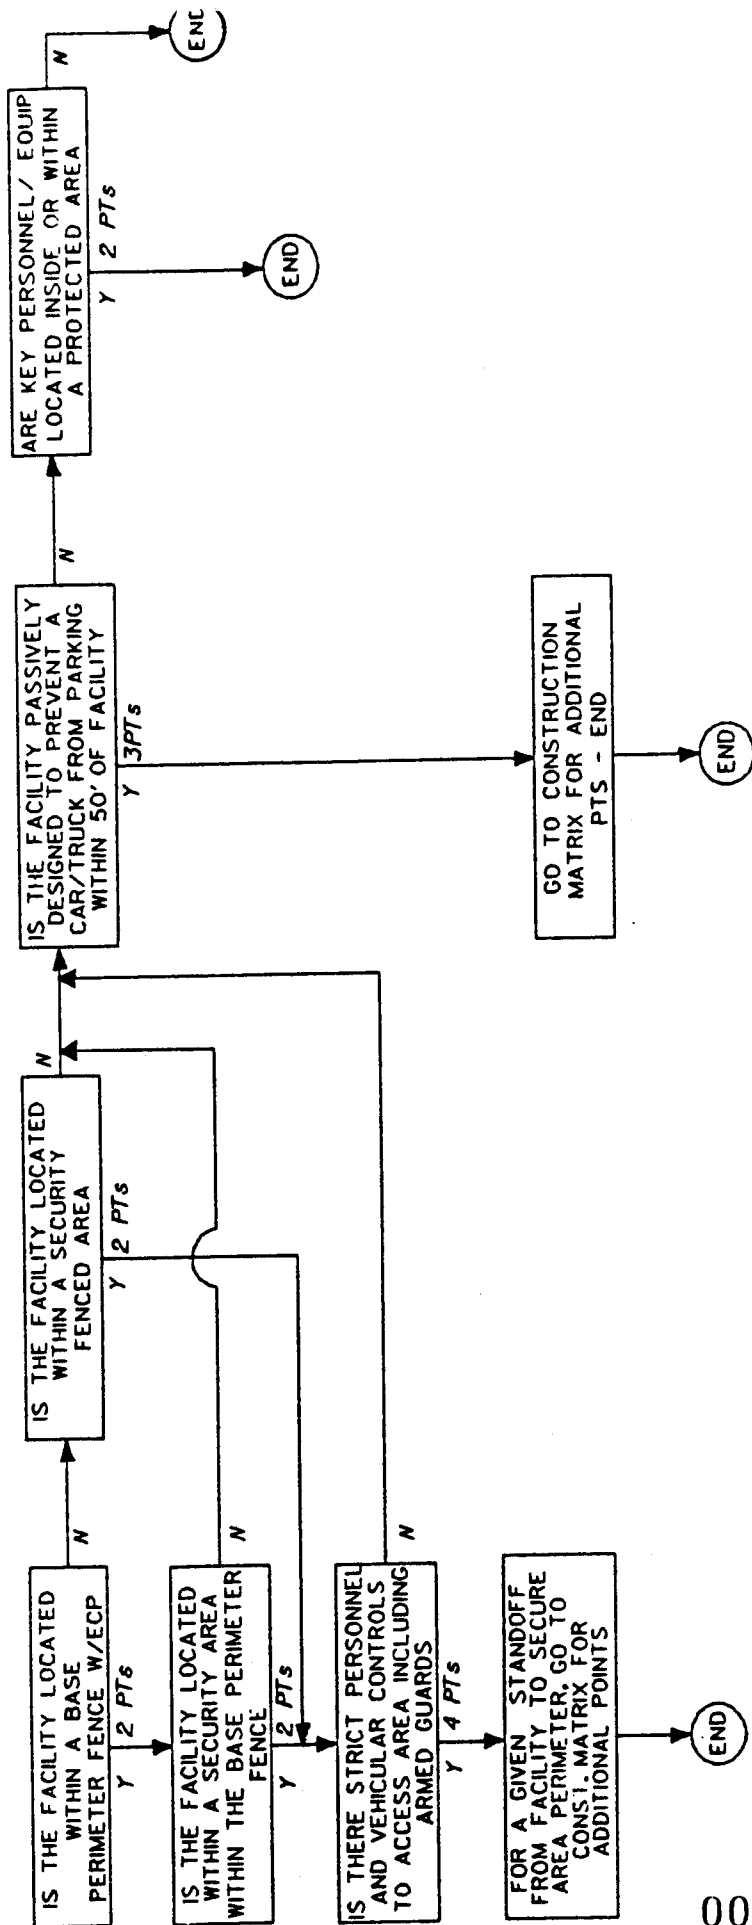 IS THE FACILITY LOCATED
WITHIN A BASE
PERIMETER FENCE W/ECP
N
Y 2 PTs
IS THE FACILITY LOCATED
WITHIN A SECURITY AREA
WITHIN THE BASE PERIMETER
FENCE
N
Y 2 PTs
IS THERE STRICT PERSONNEL
AND VEHICULAR CONTROLS
TO ACCESS AREA INCLUDING
ARMED GUARDS
N
Y 4 PTs
FOR A GIVEN STANDOFF
FROM FACILITY TO SECURE
AREA PERIMETER, GO TO
CONST. MATRIX FOR
ADDITIONAL POINTS
END
IS THE FACILITY LOCATED
WITHIN A SECURITY
FENCED AREA
N
Y 2 PTs
IS THE FACILITY PASSIVELY
DESIGNED TO PREVENT A
CAR/TRUCK FROM PARKING
WITHIN 50' OF FACILITY
N
Y 3PTs
GO TO CONSTRUCTION
MATRIX FOR ADDITIONAL
PTS - END
END
ARE KEY PERSONNEL/ EQUIP
LOCATED INSIDE OR WITHIN
A PROTECTED AREA
N
Y 2 PTs
END
END
00